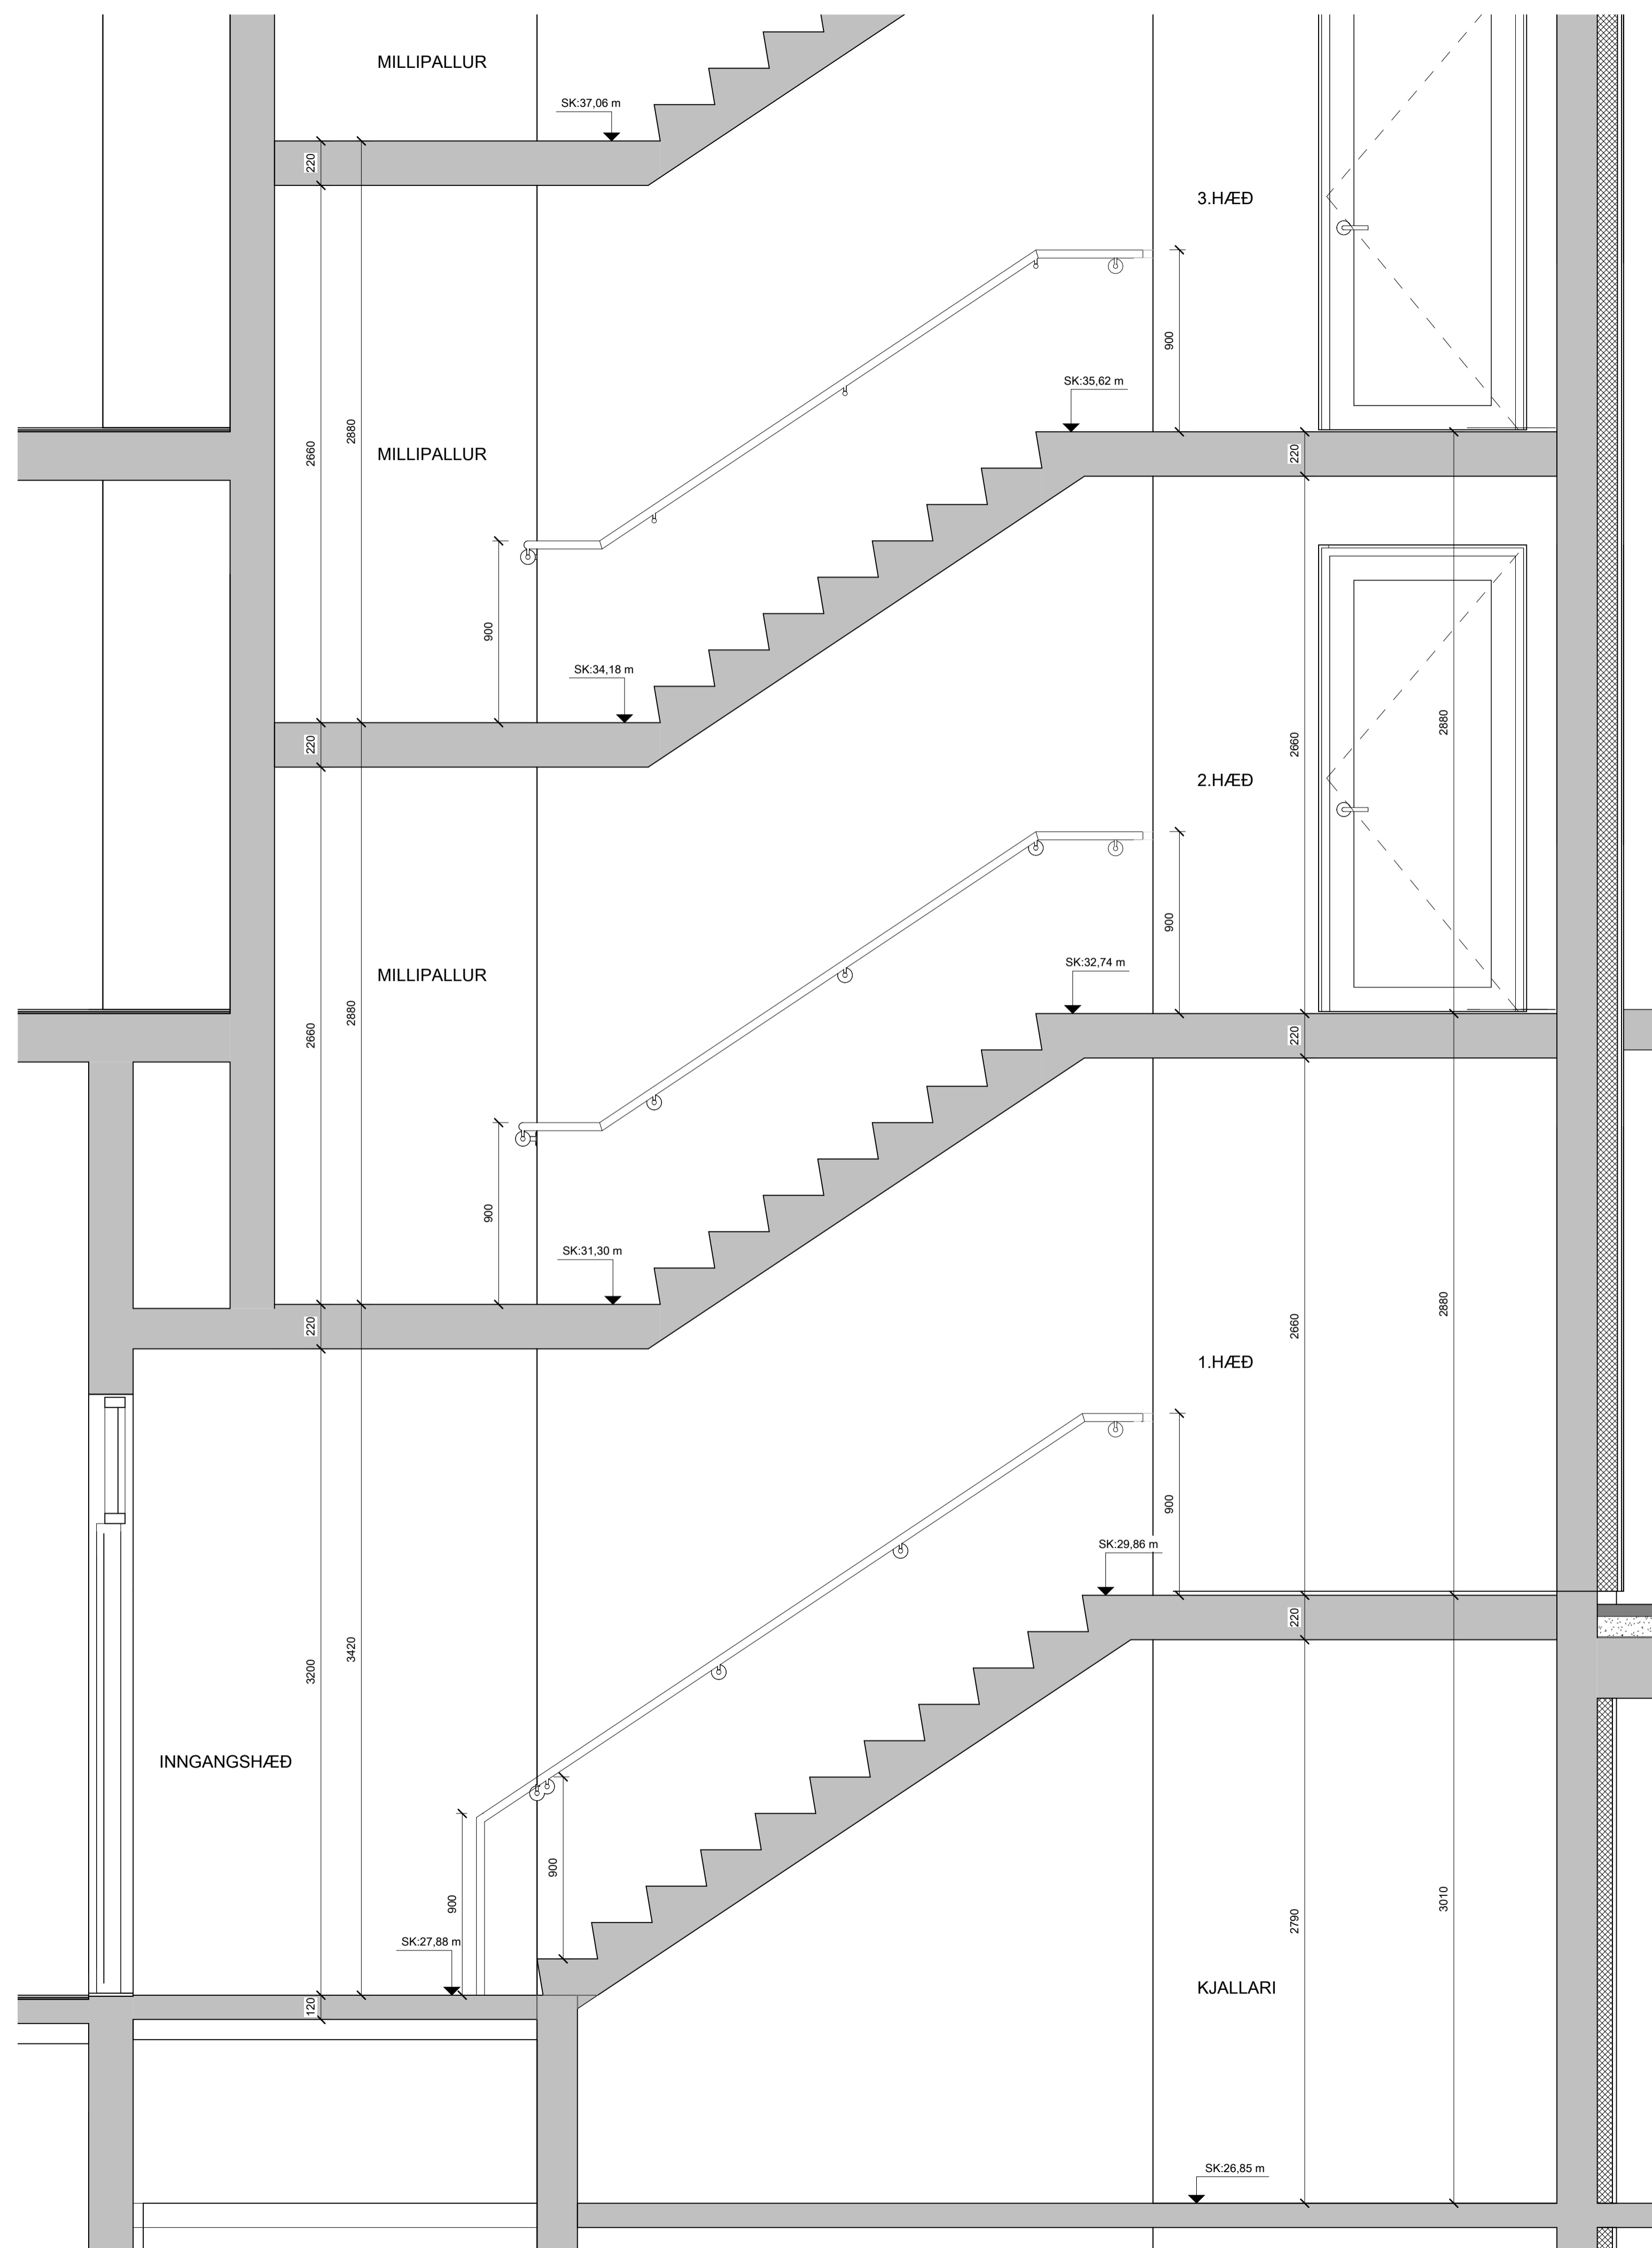 MILLIPALLUR
SK:37,06 m
220
3.HÆÐ
900
SK:35,62 m
2660
2880
MILLIPALLUR
220
900
SK:34,18 m
220
2660
2880
2.HÆÐ
900
SK:32,74 m
MILLIPALLUR
2660
2880
220
900
SK:31,30 m
220
2660
2880
1.HÆÐ
900
SK:29,86 m
220
3200
3420
INNGANGSHÆÐ
900
900
SK:27,88 m
120
2790
3010
KJALLARI
SK:26,85 m